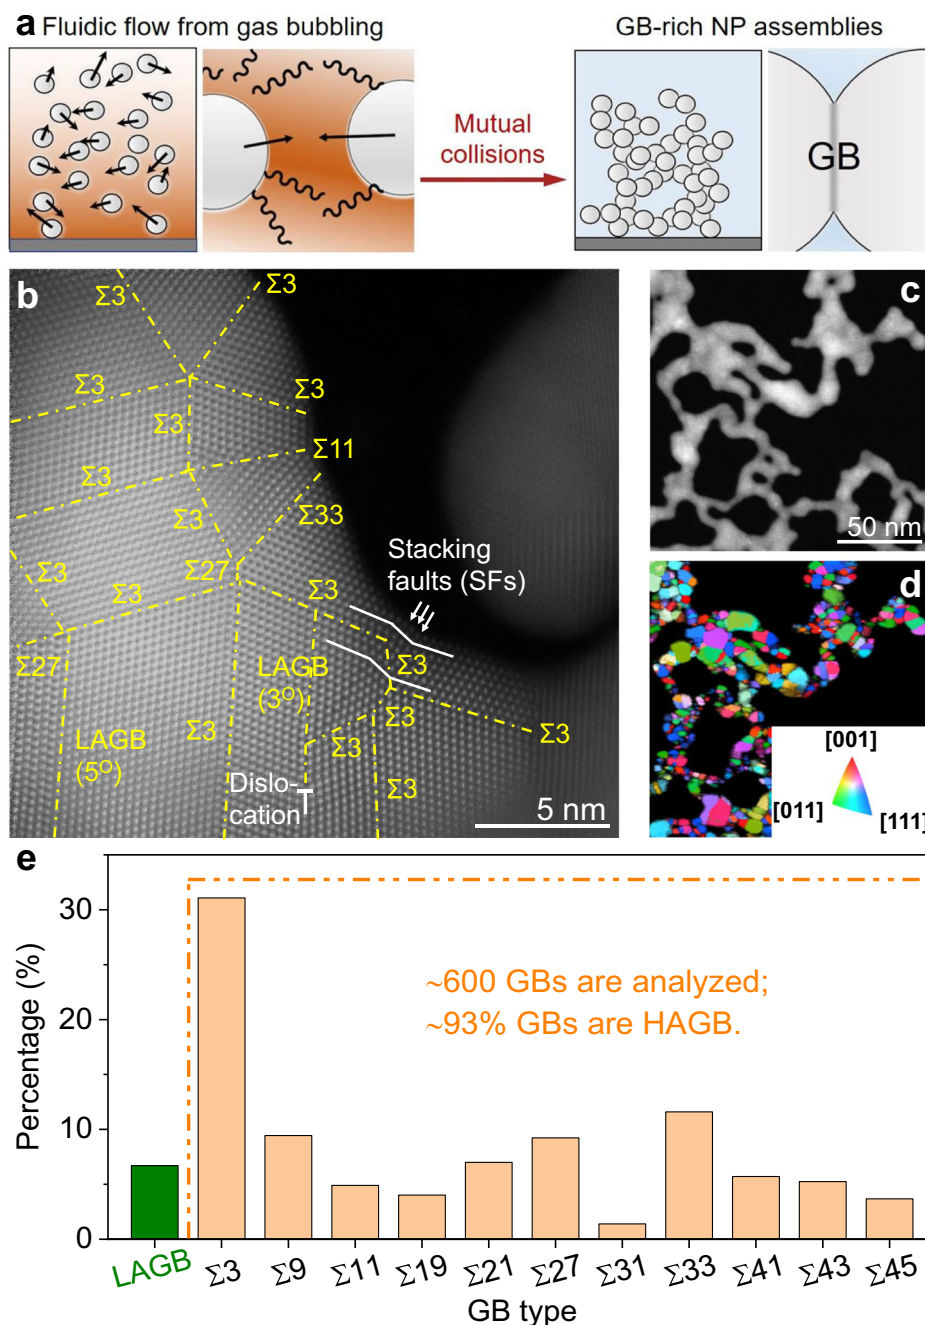 a Fluidic flow from gas bubbling
GB-rich NP assemblies
Mutual
collisions
GB
b
Σ3
Σ3
Σ3
Σ3
Σ3
Σ11
Σ3
Σ33
Σ3
Stacking
faults (SFs)
Σ3
Σ3
Σ27
Σ3
Σ27
LAGB
(3°)
Σ3
LAGB
(5°)
Σ3
Σ3
Σ3
Σ3
Σ3
Dislo-
cation
5 nm
c
50 nm
d
[001]
[011]
[111]
e
Percentage (%)
30
20
10
0
~600 GBs are analyzed;
~93% GBs are HAGB.
LAGB
Σ3
Σ9
Σ11
Σ19
Σ21
Σ27
Σ31
Σ33
Σ41
Σ43
Σ45
GB type